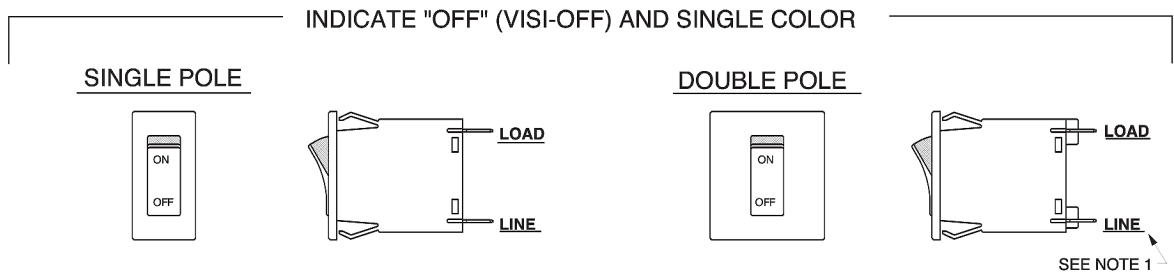 INDICATE "OFF" (VISI-OFF) AND SINGLE COLOR
SINGLE POLE
ON
OFF
LOAD
LINE
DOUBLE POLE
ON
OFF
LOAD
LINE
SEE NOTE 1